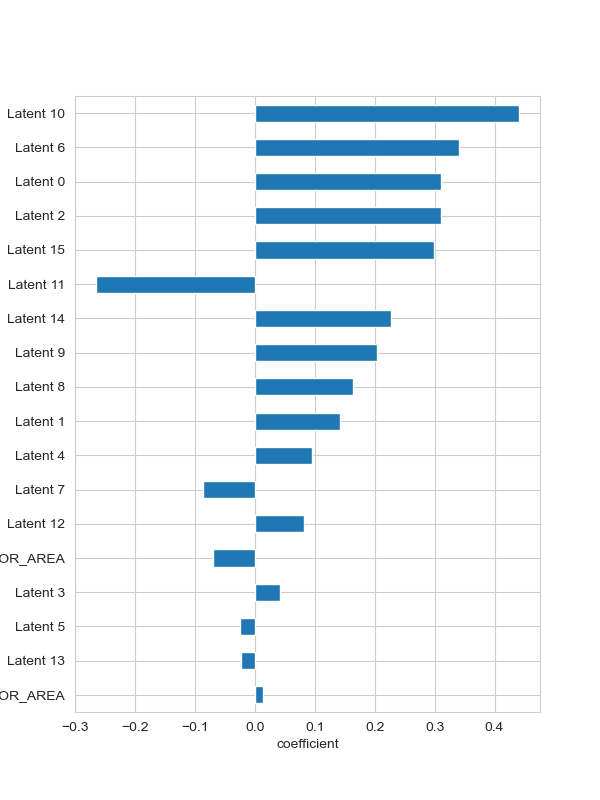 Latent 10
Latent 6
Latent 0
Latent 2
Latent 15
Latent 11
Latent 14
Latent 9
Latent 8
Latent 1
Latent 4
Latent 7
Latent 12
OR_AREA
Latent 3
Latent 5
Latent 13
OR_AREA
−0.3 −0.2 −0.1 0.0 0.1 0.2 0.3 0.4
coefficient